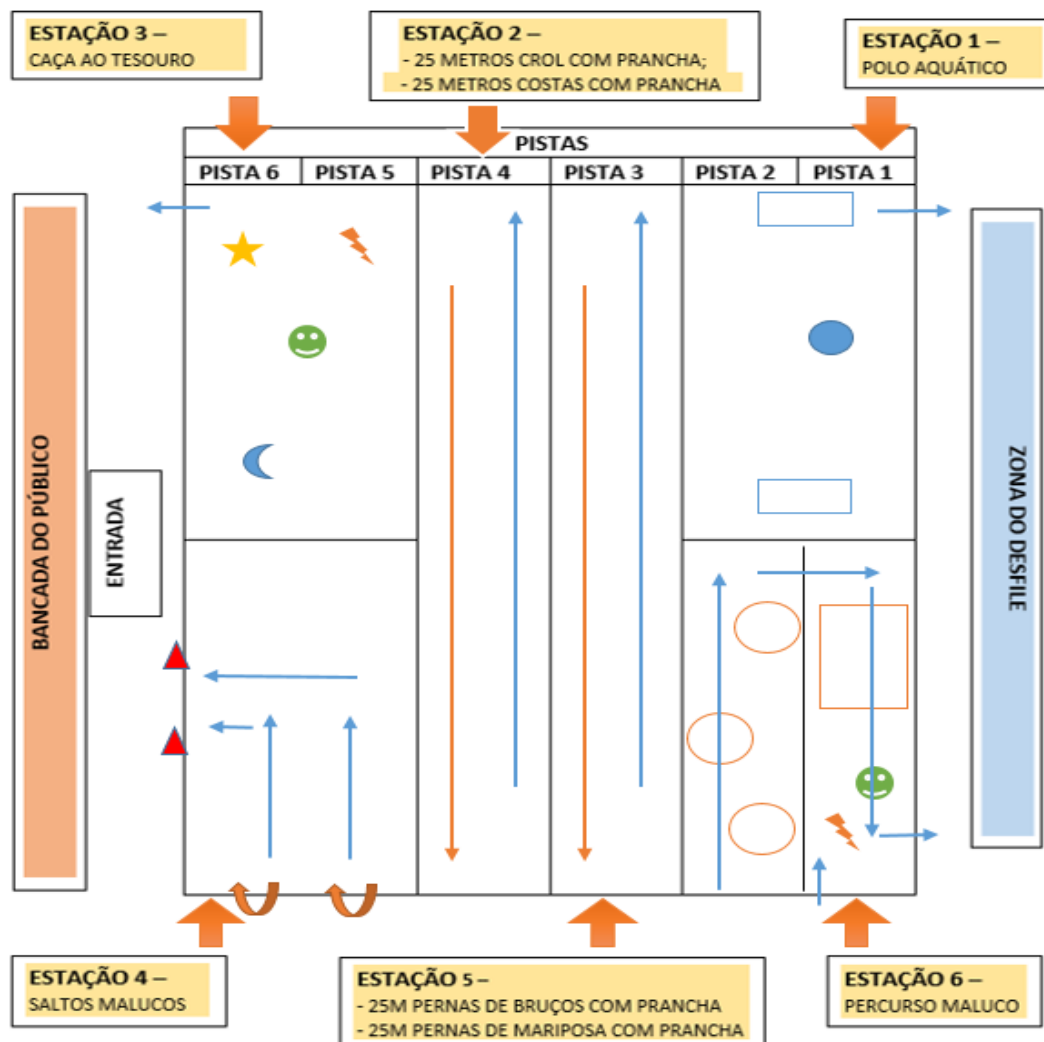 ESTAÇÃO 3 –
CAÇA AO TESOURO
ESTAÇÃO 2 –
- 25 METROS CROL COM PRANCHA;
- 25 METROS COSTAS COM PRANCHA
ESTAÇÃO 1 –
POLO AQUÁTICO
PISTAS
PISTA 6
PISTA 5
PISTA 4
PISTA 3
PISTA 2
PISTA 1
BANCADA DO PÚBLICO
ENTRADA
ZONA DO DESFILE
ESTAÇÃO 4 –
SALTOS MALUCOS
ESTAÇÃO 5 –
- 25M PERNAS DE BRUÇOS COM PRANCHA
- 25M PERNAS DE MARIPOSA COM PRANCHA
ESTAÇÃO 6 –
PERCURSO MALUCO